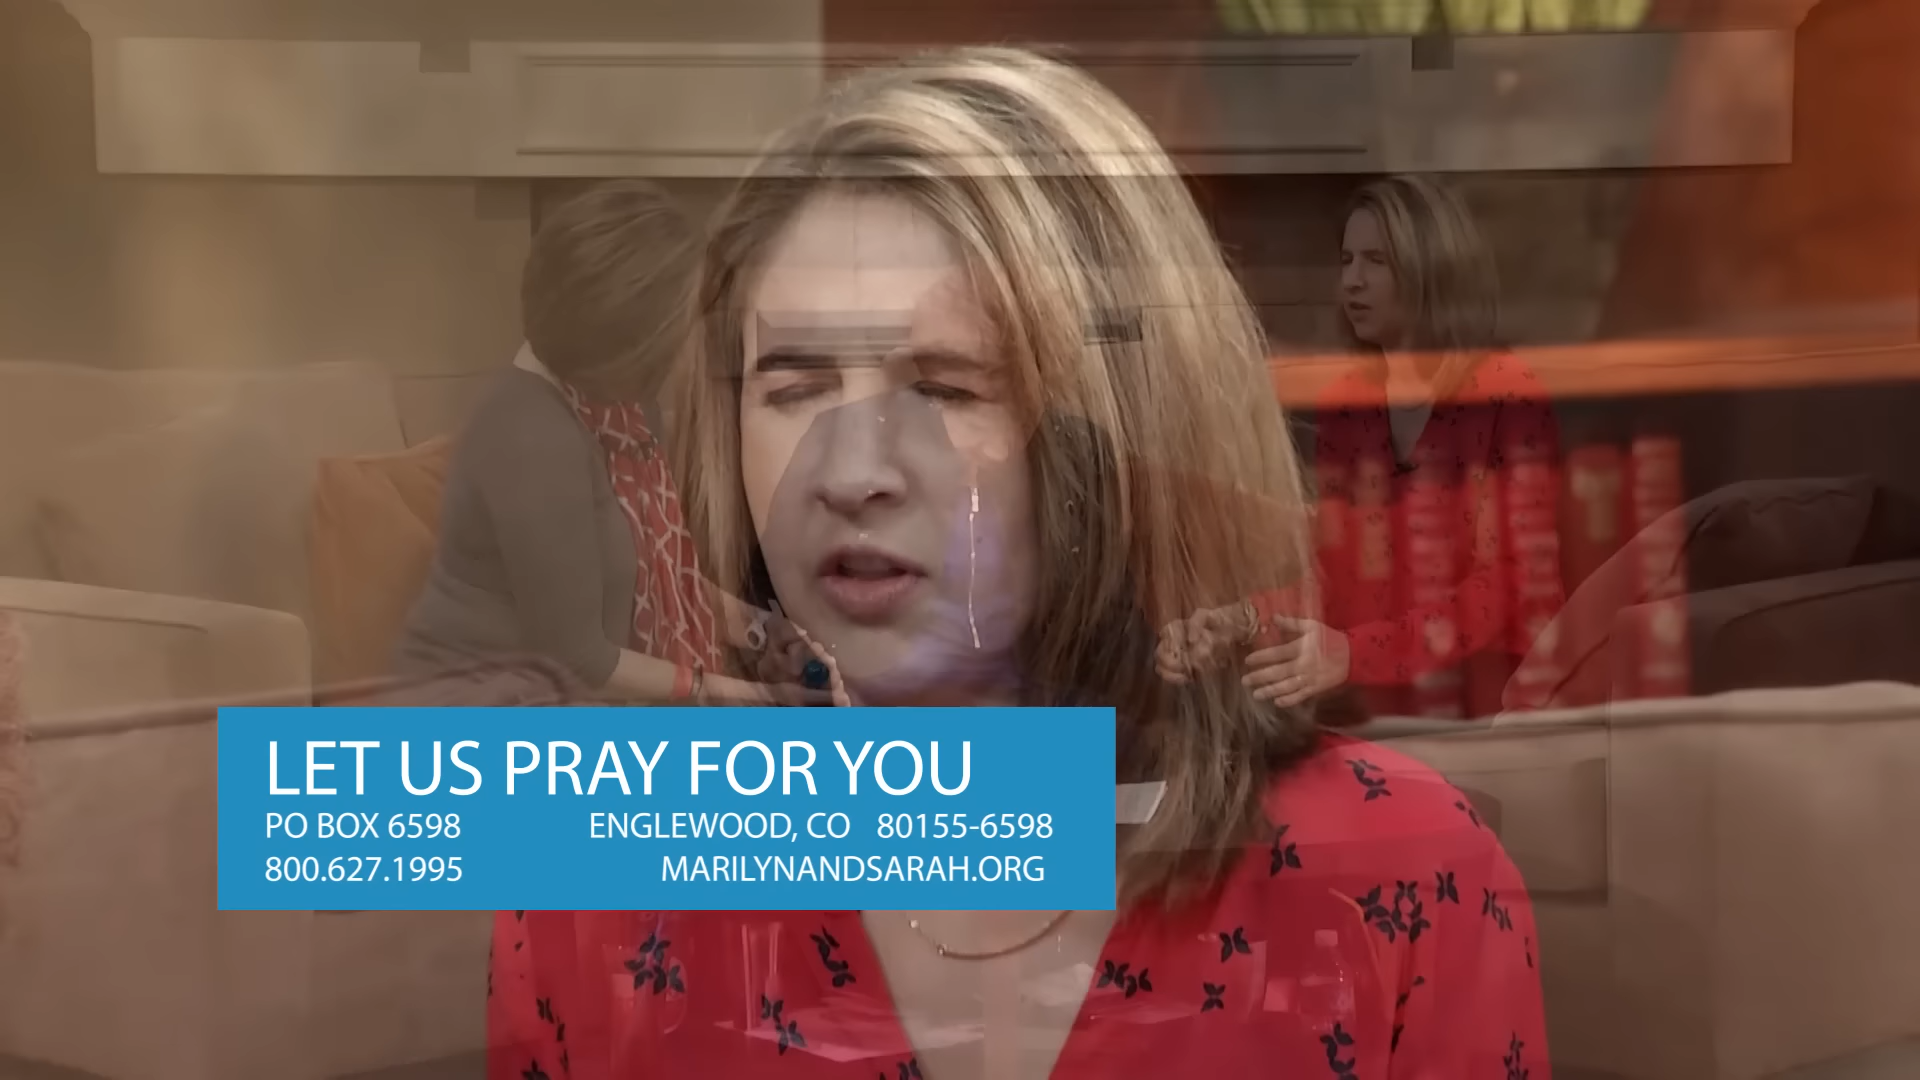 LET US PRAY FOR YOU
PO BOX 6598 ENGLEWOOD, CO 80155-6598
800.627.1995 MARILYNANDSARAH.ORG